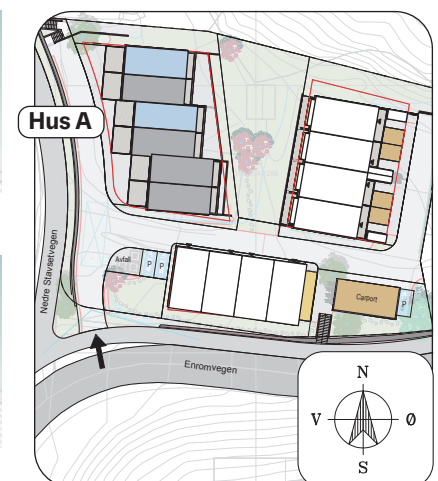 Hus A
Nedre Stavsetvegen
Avfall
P
P
Carport
P
Enromvegen
N
V
Ø
S